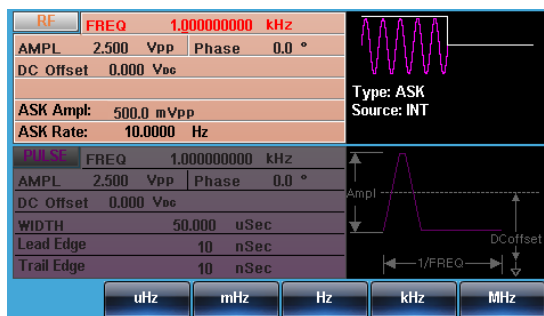 RF FREQ 1.000000000 kHz
AMPL 2.500 Vpp Phase 0.0 °
DC Offset 0.000 VDC
ASK Ampl: 500.0 mVpp
ASK Rate: 10.0000 Hz
Type: ASK
Source: INT
PULSE FREQ 1.000000000 kHz
AMPL 2.500 Vpp Phase 0.0 °
DC Offset 0.000 VDC
WIDTH 50.000 uSec
Lead Edge 10 nSec
Trail Edge 10 nSec
Ampl
DCoffset
1/FREQ
uHz mHz Hz kHz MHz